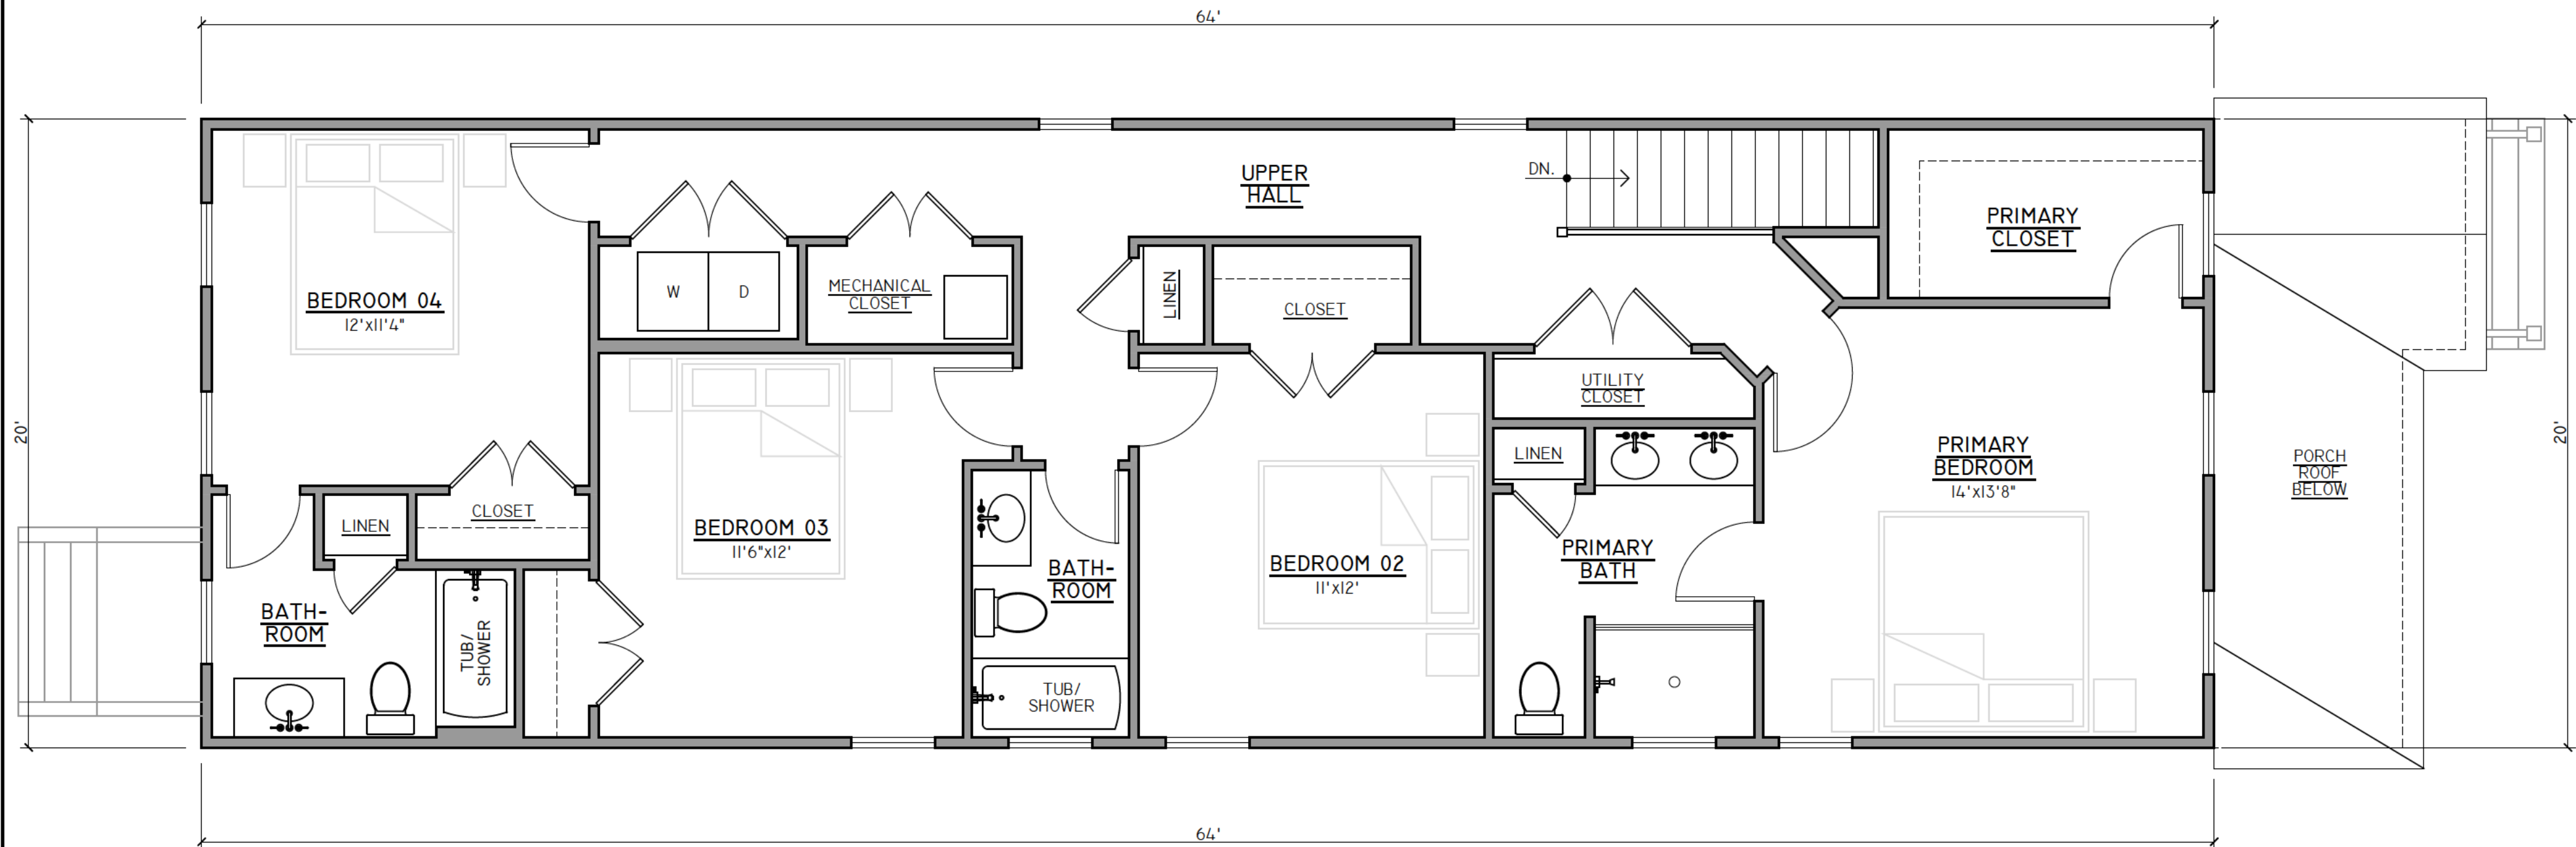 64'
UPPER
HALL
DN.
PRIMARY
CLOSET
BEDROOM 04
12'x11'4"
W
D
MECHANICAL
CLOSET
LINEN
CLOSET
UTILITY
CLOSET
20'
20'
PRIMARY
BEDROOM
14'x13'8"
PORCH
ROOF
BELOW
LINEN
CLOSET
LINEN
BEDROOM 03
11'6"x12'
BATH-
ROOM
BEDROOM 02
11'x12'
PRIMARY
BATH
BATH-
ROOM
TUB/
SHOWER
TUB/
SHOWER
64'